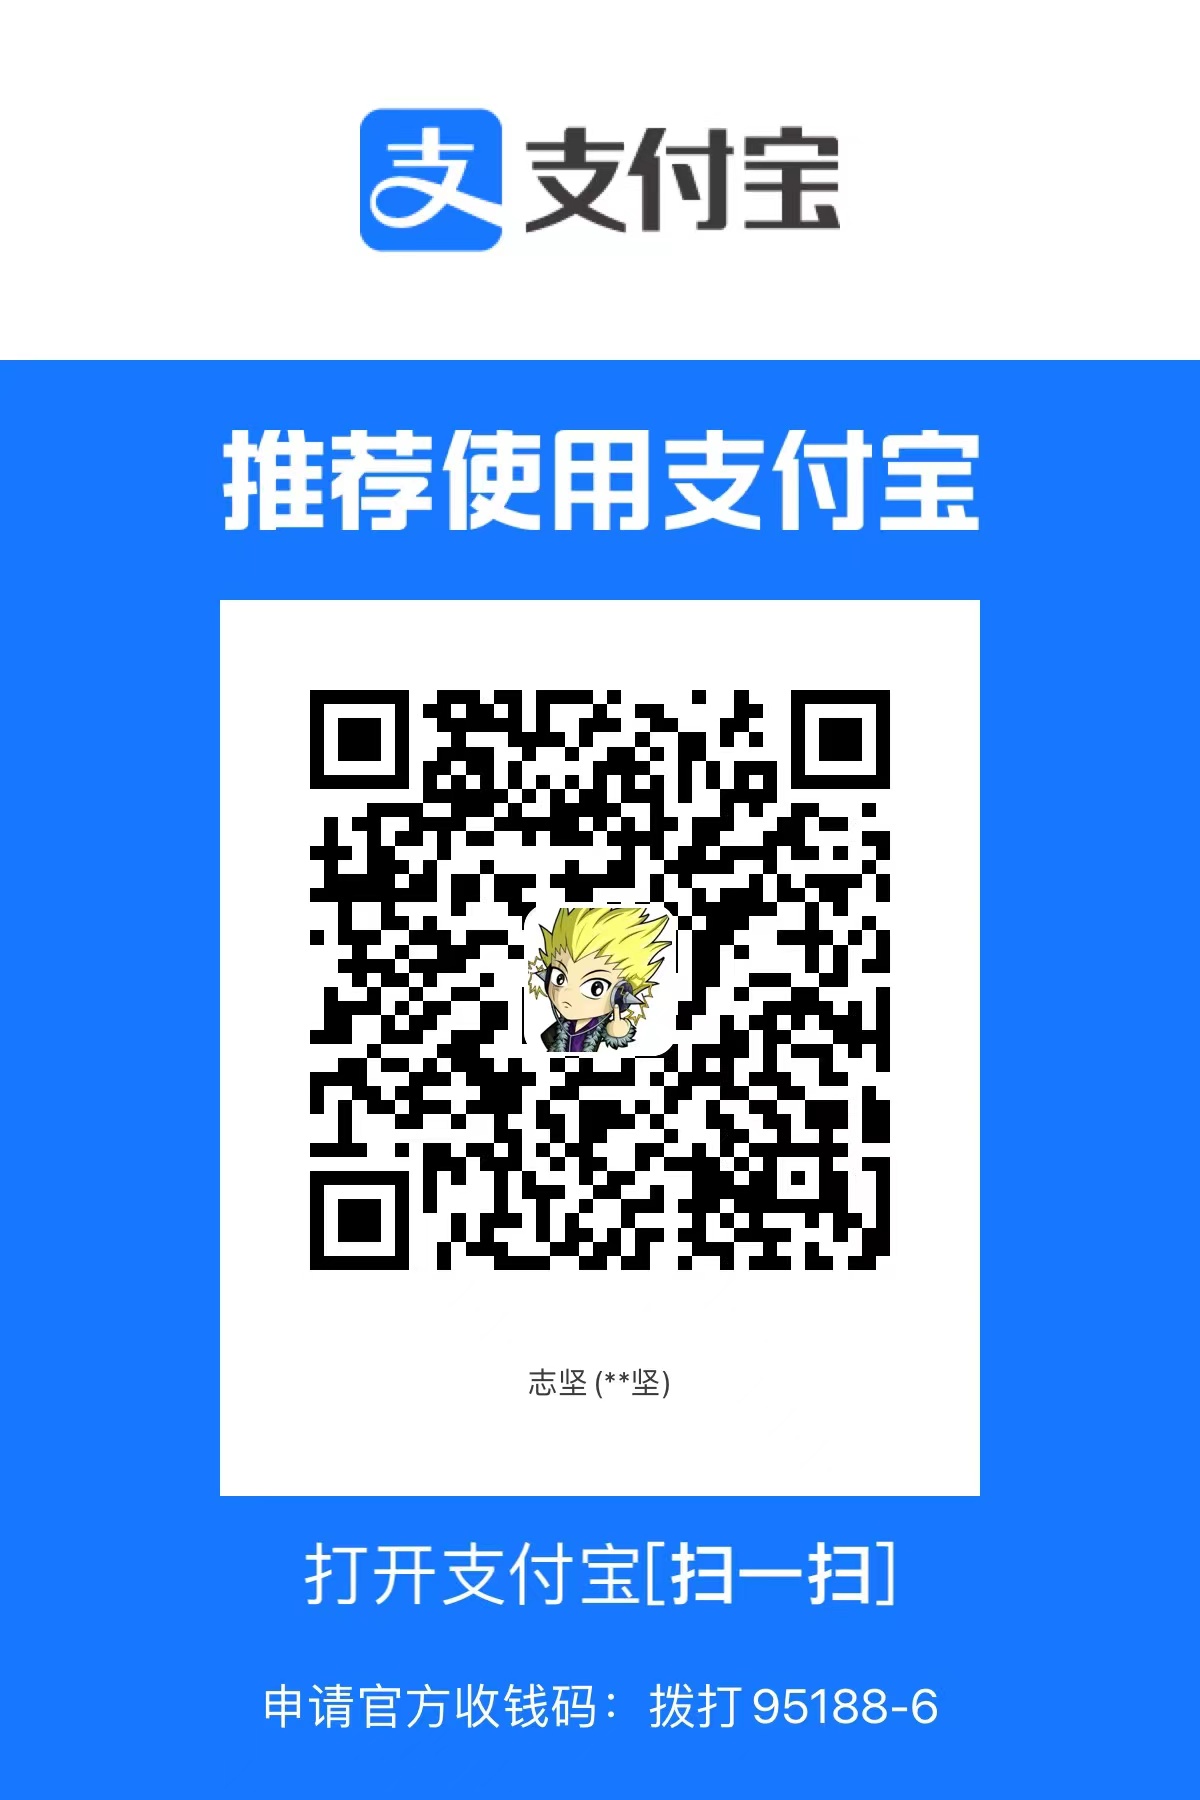 支 支付宝
推荐使用支付宝
志坚 (**坚)
打开支付宝[扫一扫]
申请官方收钱码：拨打 95188-6